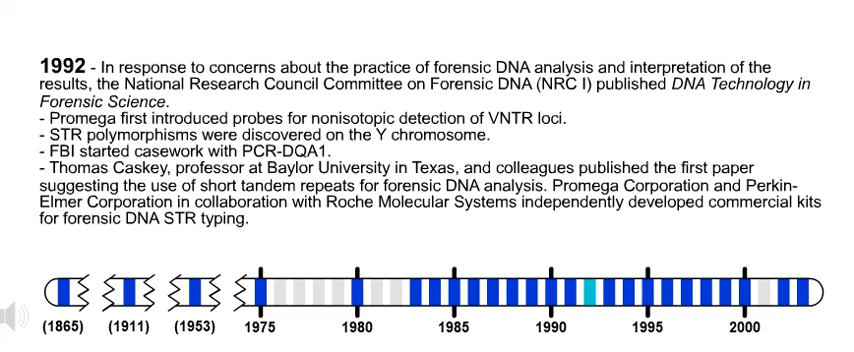 1992 - In response to concerns about the practice of forensic DNA analysis and interpretation of the
results, the National Research Council Committee on Forensic DNA (NRC I) published DNA Technology in
Forensic Science.
- Promega first introduced probes for nonisotopic detection of VNTR loci.
- STR polymorphisms were discovered on the Y chromosome.
- FBI started casework with PCR-DQA1.
- Thomas Caskey, professor at Baylor University in Texas, and colleagues published the first paper
suggesting the use of short tandem repeats for forensic DNA analysis. Promega Corporation and Perkin-
Elmer Corporation in collaboration with Roche Molecular Systems independently developed commercial kits
for forensic DNA STR typing.
(1865) (1911) (1953) 1975 1980 1985 1990 1995 2000